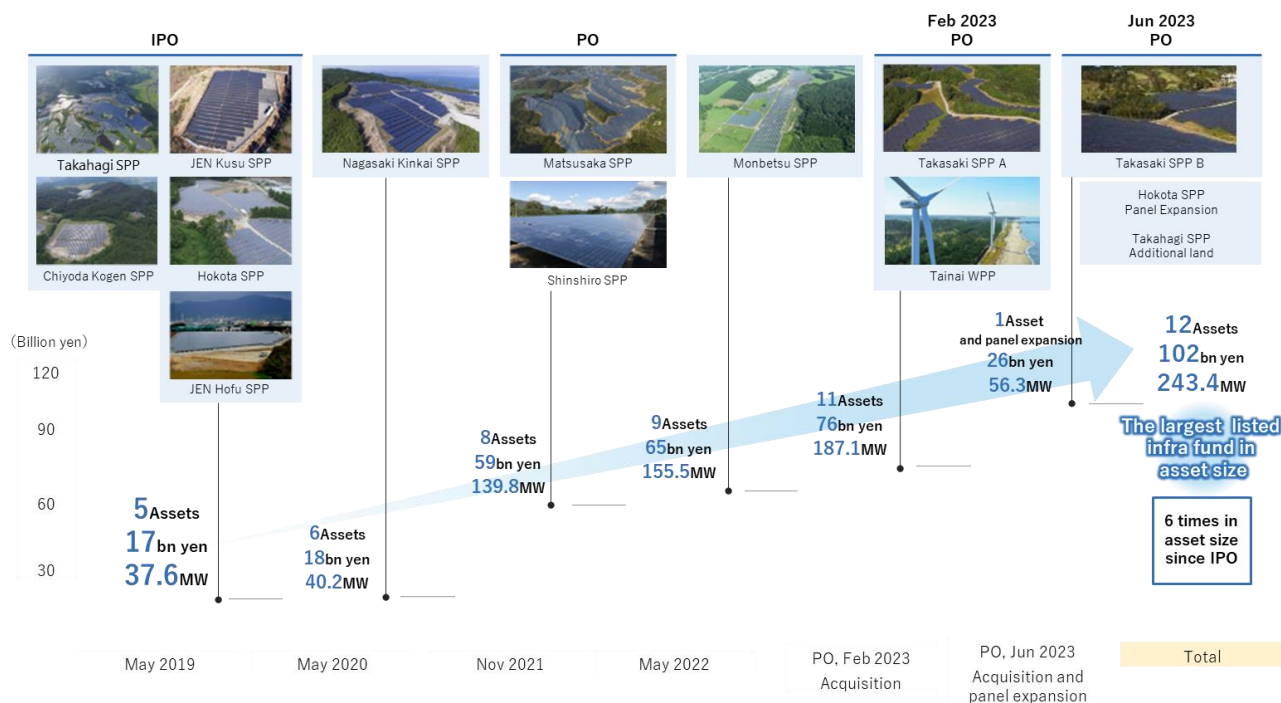 IPO
PO
Feb 2023
PO
Jun 2023
PO
Takahagi SPP
JEN Kusu SPP
Nagasaki Kinkai SPP
Matsusaka SPP
Monbetsu SPP
Takasaki SPP A
Takasaki SPP B
Chiyoda Kogen SPP
Hokota SPP
Shinshiro SPP
Tainai WPP
Hokota SPP
Panel Expansion
Takahagi SPP
Additional land
JEN Hofu SPP
(Billion yen)
120
90
60
30
5Assets
17bn yen
37.6MW
6Assets
18bn yen
40.2MW
8Assets
59bn yen
139.8MW
9Assets
65bn yen
155.5MW
11Assets
76bn yen
187.1MW
1Asset
and panel expansion
26bn yen
56.3MW
12Assets
102bn yen
243.4MW
The largest listed
infra fund in
asset size
6 times in
asset size
since IPO
May 2019
May 2020
Nov 2021
May 2022
PO, Feb 2023
Acquisition
PO, Jun 2023
Acquisition and
panel expansion
Total